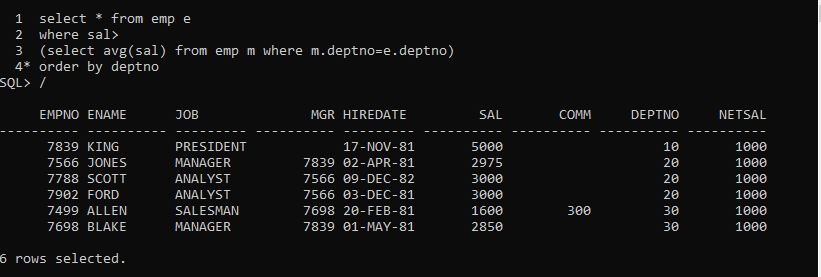 1 select * from emp e
2 where sal>
3 (select avg(sal) from emp m where m.deptno=e.deptno)
4* order by deptno
SQL> /
EMPNO ENAME JOB MGR HIREDATE SAL COMM DEPTNO NETSAL
---------- ---------- --------- ---------- --------- ---------- ---------- ---------- ----------
7839 KING PRESIDENT 17-NOV-81 5000 10 1000
7566 JONES MANAGER 7839 02-APR-81 2975 20 1000
7788 SCOTT ANALYST 7566 09-DEC-82 3000 20 1000
7902 FORD ANALYST 7566 03-DEC-81 3000 20 1000
7499 ALLEN SALESMAN 7698 20-FEB-81 1600 300 30 1000
7698 BLAKE MANAGER 7839 01-MAY-81 2850 30 1000
6 rows selected.